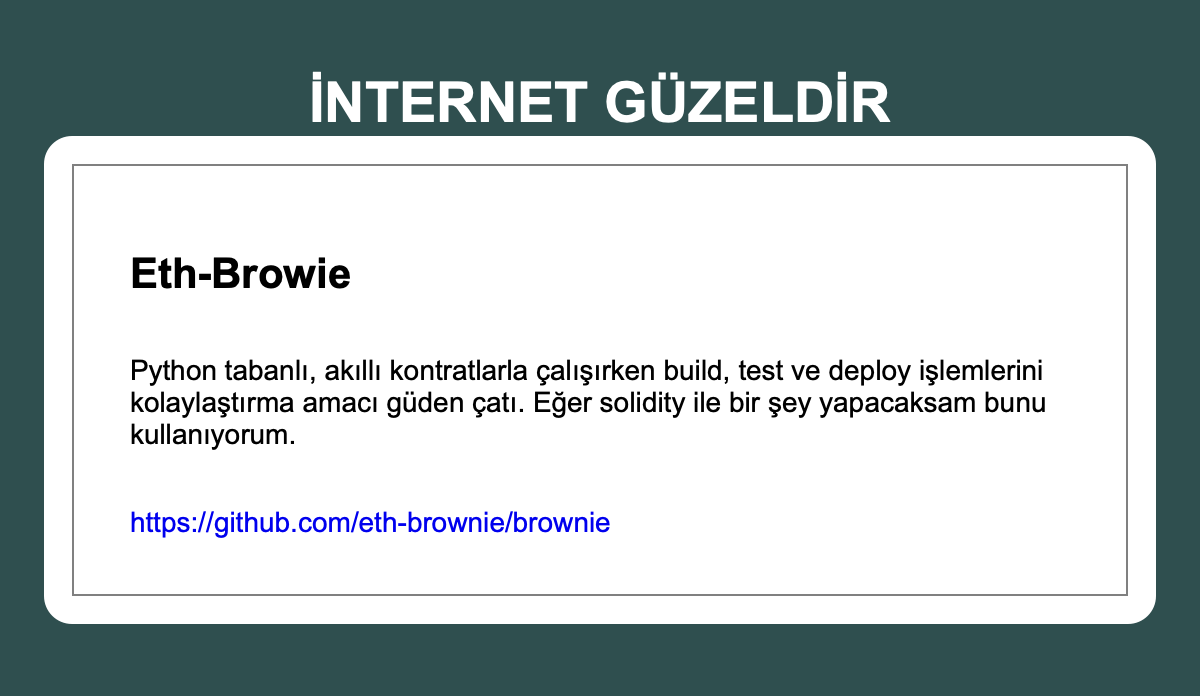 İNTERNET GÜZELDİR
Eth-Browie
Python tabanlı, akıllı kontratlarla çalışırken build, test ve deploy işlemlerini
kolaylaştırma amacı güden çatı. Eğer solidity ile bir şey yapacaksam bunu
kullanıyorum.
https://github.com/eth-brownie/brownie